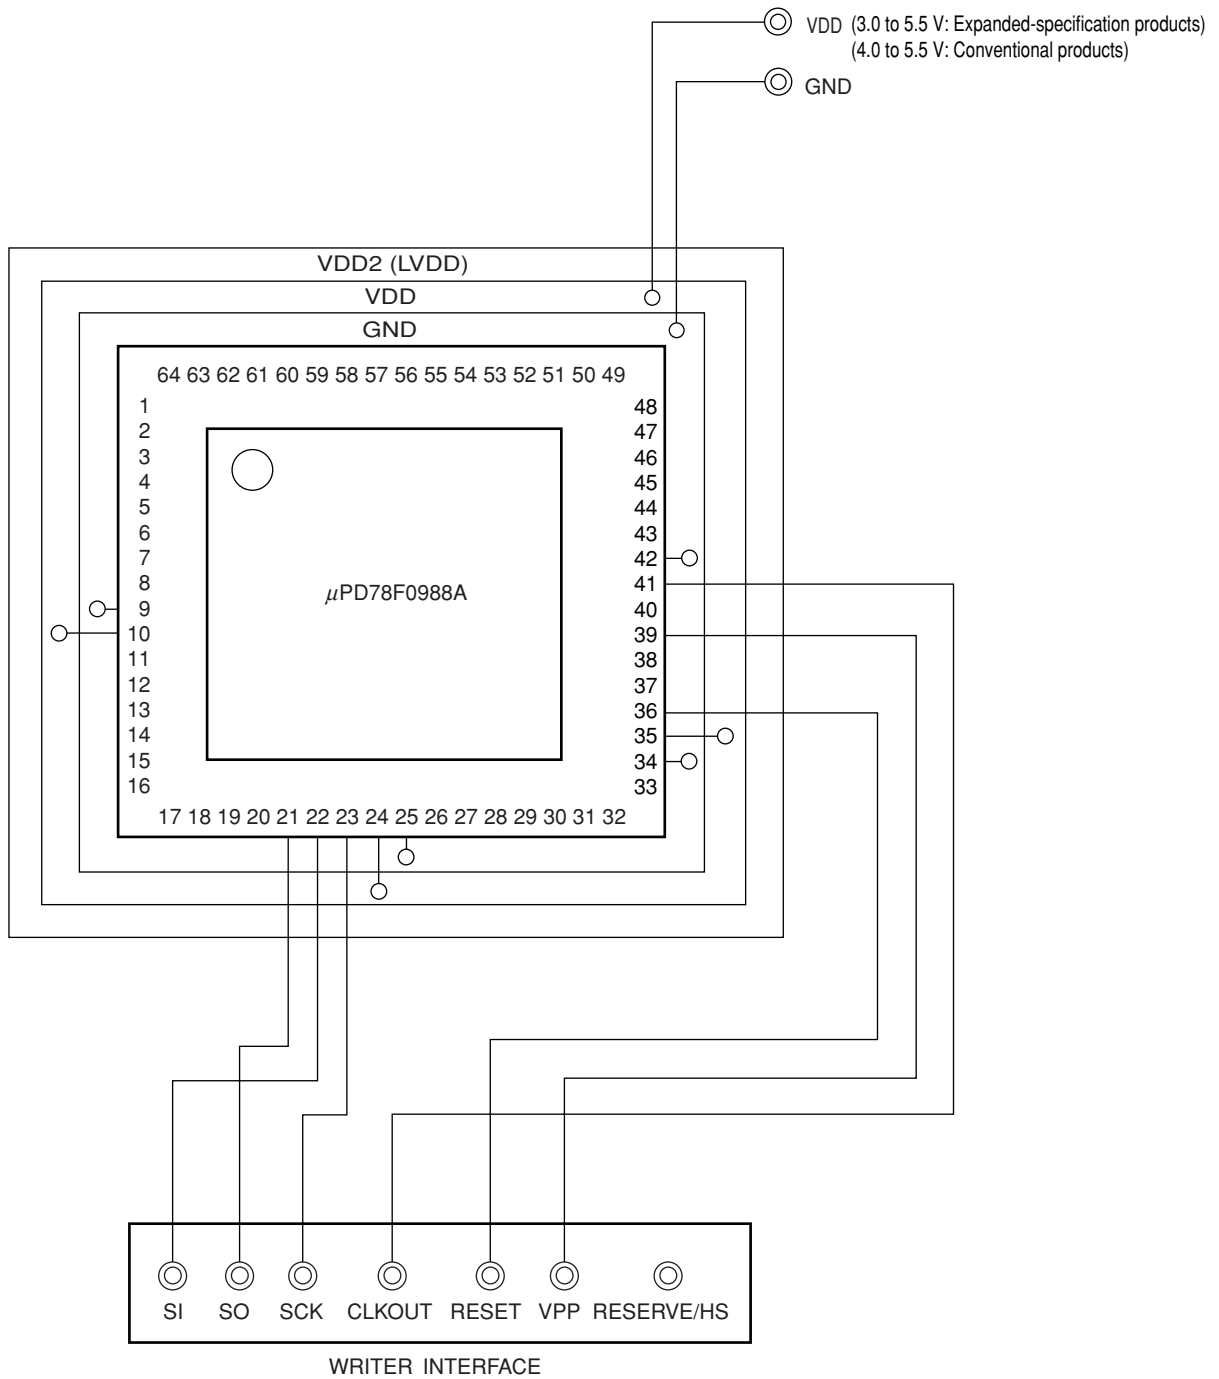 VDD (3.0 to 5.5 V: Expanded-specification products)
(4.0 to 5.5 V: Conventional products)
GND
VDD2 (LVDD)
VDD
GND
64 63 62 61 60 59 58 57 56 55 54 53 52 51 50 49
1 48
2 47
3 46
4 45
5 44
6 43
7 42
8 41
µPD78F0988A
9 40
10 39
11 38
12 37
13 36
14 35
15 34
16 33
17 18 19 20 21 22 23 24 25 26 27 28 29 30 31 32
SI SO SCK CLKOUT RESET VPP RESERVE/HS
WRITER INTERFACE